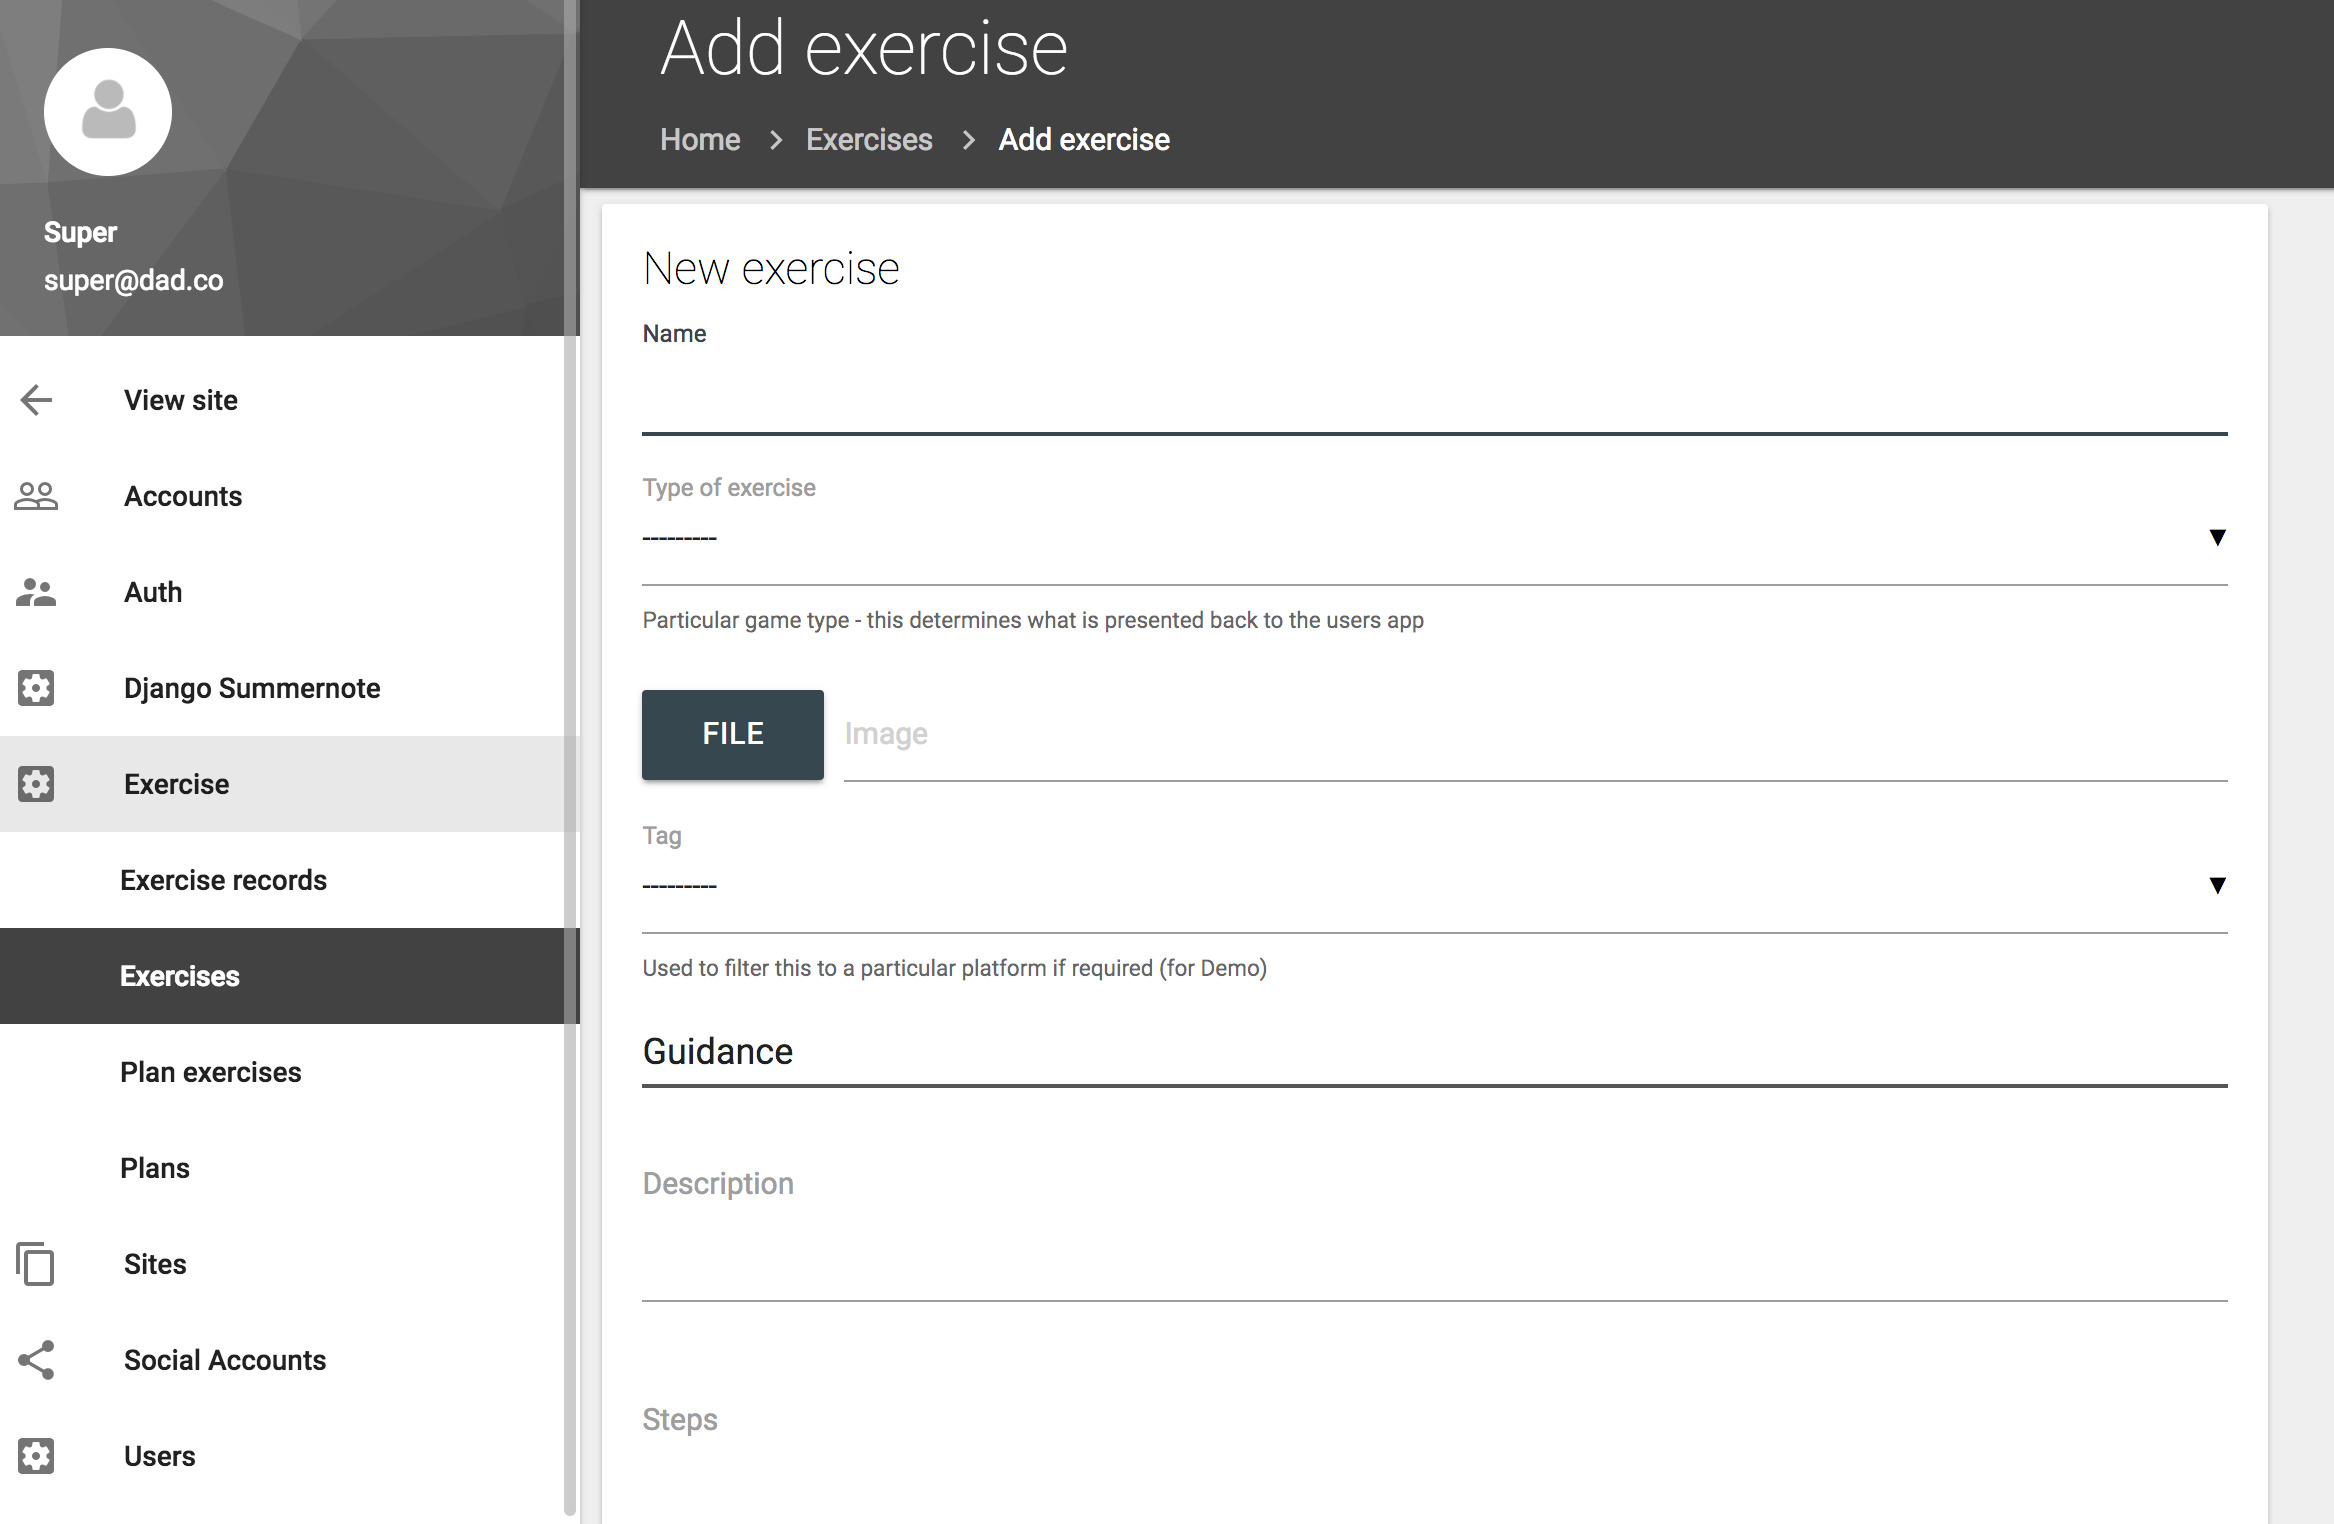 Super
super@dad.co
View site
Accounts
Auth
Django Summernote
Exercise
Exercise records
Exercises
Plan exercises
Plans
Sites
Social Accounts
Users
Add exercise
Home > Exercises > Add exercise
New exercise
Name
Type of exercise
---------
Particular game type - this determines what is presented back to the users app
FILE Image
Tag
---------
Used to filter this to a particular platform if required (for Demo)
Guidance
Description
Steps